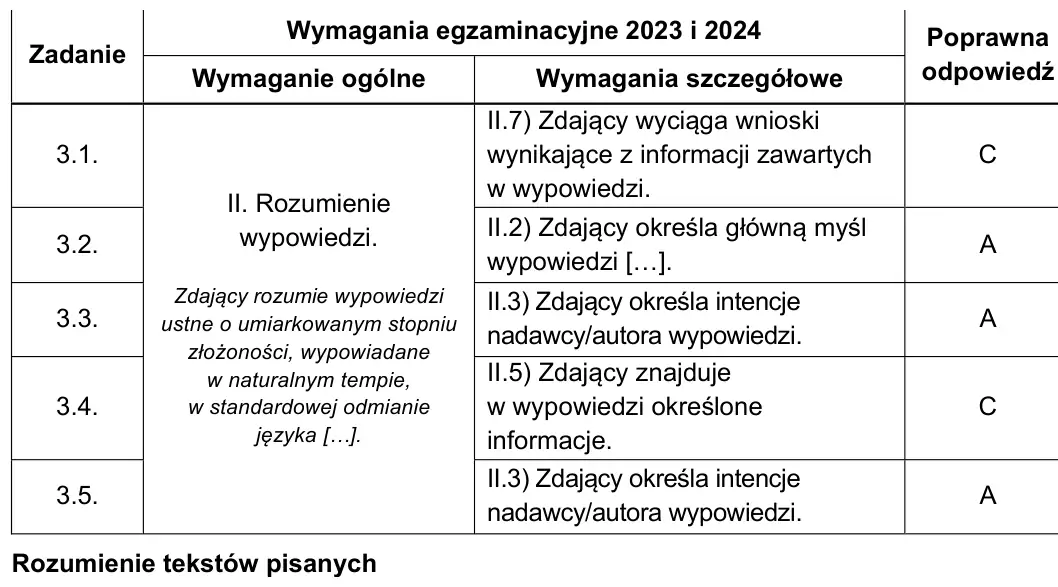 Zadanie
Wymagania egzaminacyjne 2023 i 2024
Poprawna
odpowiedź
Wymaganie ogólne
Wymagania szczegółowe
3.1.
II. Rozumienie
wypowiedzi.
Zdający rozumie wypowiedzi
ustne o umiarkowanym stopniu
złożoności, wypowiadane
w naturalnym tempie,
w standardowej odmianie
języka […].
II.7) Zdający wyciąga wnioski
wynikające z informacji zawartych
w wypowiedzi.
C
3.2.
II.2) Zdający określa główną myśl
wypowiedzi […].
A
3.3.
II.3) Zdający określa intencje
nadawcy/autora wypowiedzi.
A
3.4.
II.5) Zdający znajduje
w wypowiedzi określone
informacje.
C
3.5.
II.3) Zdający określa intencje
nadawcy/autora wypowiedzi.
A
Rozumienie tekstów pisanych